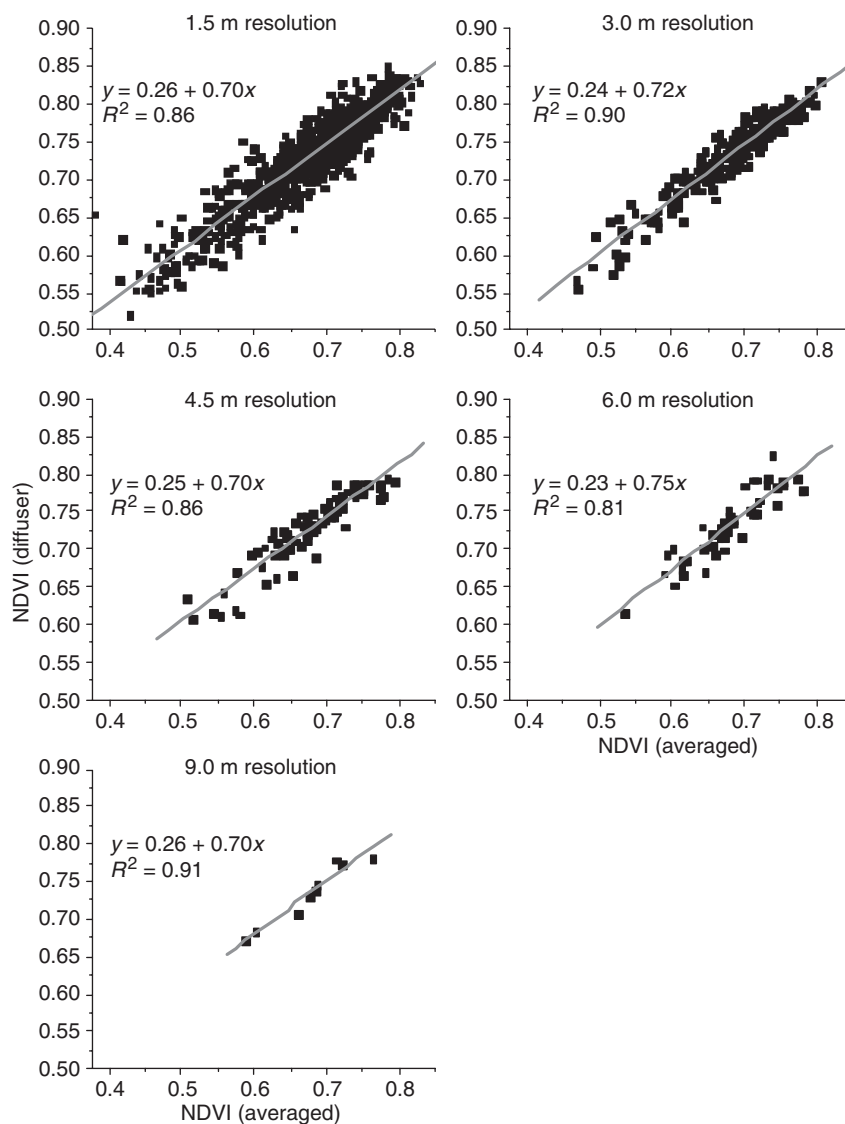 1.5 m resolution
y = 0.26 + 0.70x
R² = 0.86
0.90
0.85
0.80
0.75
0.70
0.65
0.60
0.55
0.50
0.4 0.5 0.6 0.7 0.8
3.0 m resolution
y = 0.24 + 0.72x
R² = 0.90
0.90
0.85
0.80
0.75
0.70
0.65
0.60
0.55
0.50
0.4 0.5 0.6 0.7 0.8
4.5 m resolution
y = 0.25 + 0.70x
R² = 0.86
NDVI (diffuser)
0.90
0.85
0.80
0.75
0.70
0.65
0.60
0.55
0.50
0.4 0.5 0.6 0.7 0.8
6.0 m resolution
y = 0.23 + 0.75x
R² = 0.81
0.90
0.85
0.80
0.75
0.70
0.65
0.60
0.55
0.50
0.4 0.5 0.6 0.7 0.8
NDVI (averaged)
9.0 m resolution
y = 0.26 + 0.70x
R² = 0.91
0.90
0.85
0.80
0.75
0.70
0.65
0.60
0.55
0.50
0.4 0.5 0.6 0.7 0.8
NDVI (averaged)